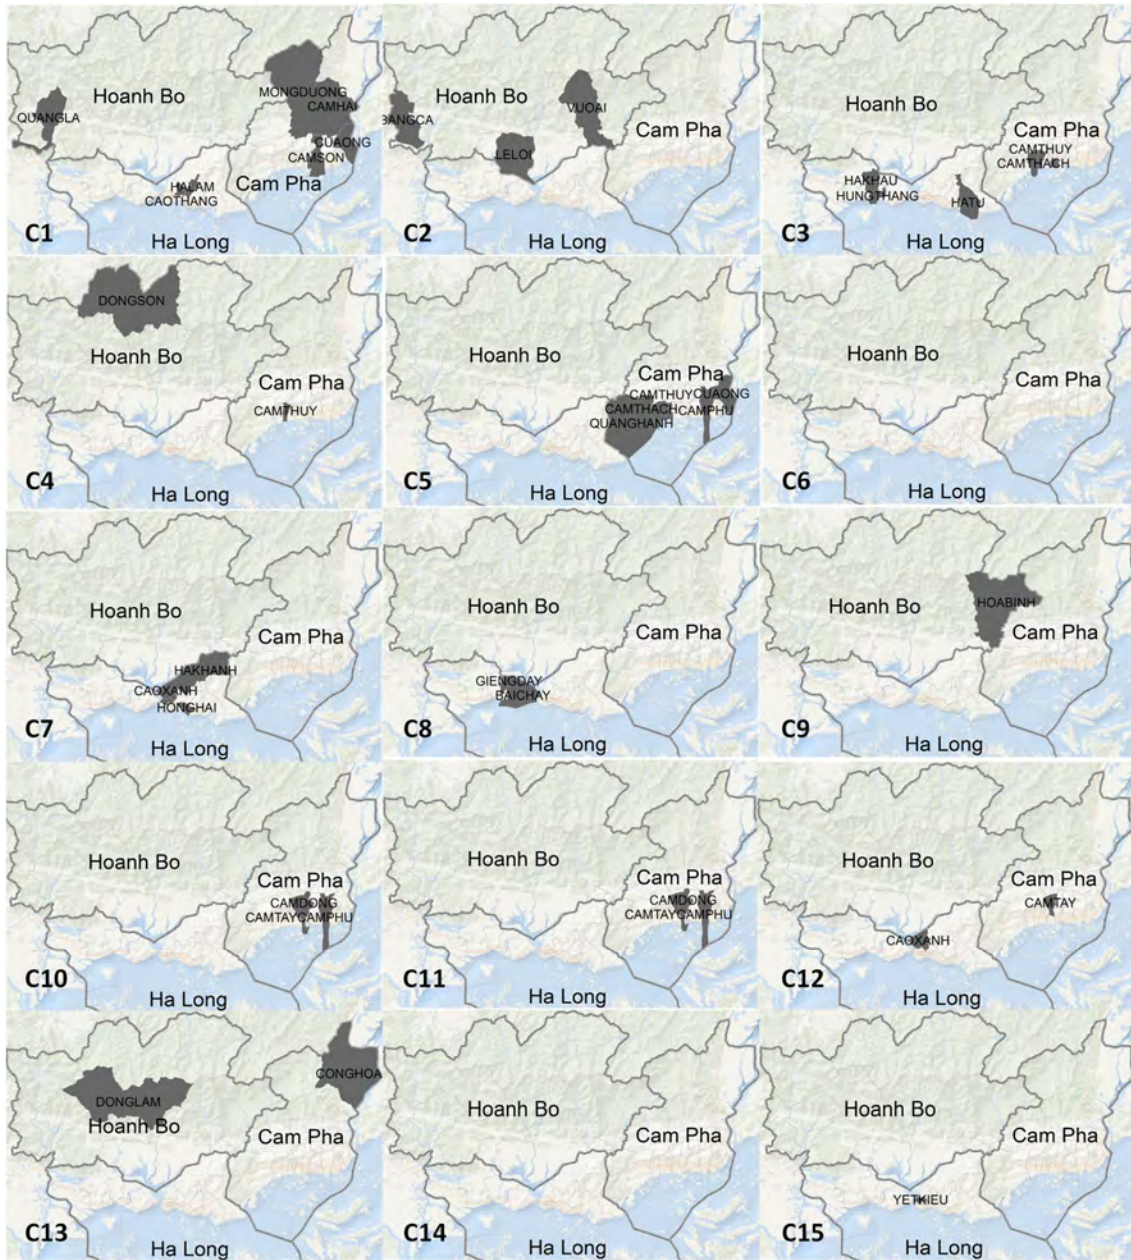 Hoanh Bo
MONGDUONG
CAMHAI
QUANGLA
CUAONG
CAMSON
Cam Pha
HALAM
CAOTHANG
C1
Ha Long
Hoanh Bo
BANGCA
VUOAI
Cam Pha
LELOI
C2
Ha Long
Hoanh Bo
Cam Pha
CAMTHUY
CAMTHACH
HAKHAU
HUNGTHANG
HATU
C3
Ha Long
DONGSON
Hoanh Bo
Cam Pha
CAMTHUY
C4
Ha Long
Hoanh Bo
Cam Pha
CAMTHUY CUAONG
CAMTHACH CAMPHU
QUANGHANH
C5
Ha Long
Hoanh Bo
Cam Pha
C6
Ha Long
Hoanh Bo
Cam Pha
HAKHANH
CAOXANH
HONGHAI
C7
Ha Long
Hoanh Bo
Cam Pha
GIENGDAY
BAICHAY
C8
Ha Long
HOABINH
Hoanh Bo
Cam Pha
C9
Ha Long
Hoanh Bo
Cam Pha
CAMDONG
CAMTAY CAMPHU
C10
Ha Long
Hoanh Bo
Cam Pha
CAMDONG
CAMTAY CAMPHU
C11
Ha Long
Hoanh Bo
Cam Pha
CAMTAY
CAOXANH
C12
Ha Long
CONGHOA
DONGLAM
Hoanh Bo
Cam Pha
C13
Ha Long
Hoanh Bo
Cam Pha
C14
Ha Long
Hoanh Bo
Cam Pha
YETKIEU
C15
Ha Long